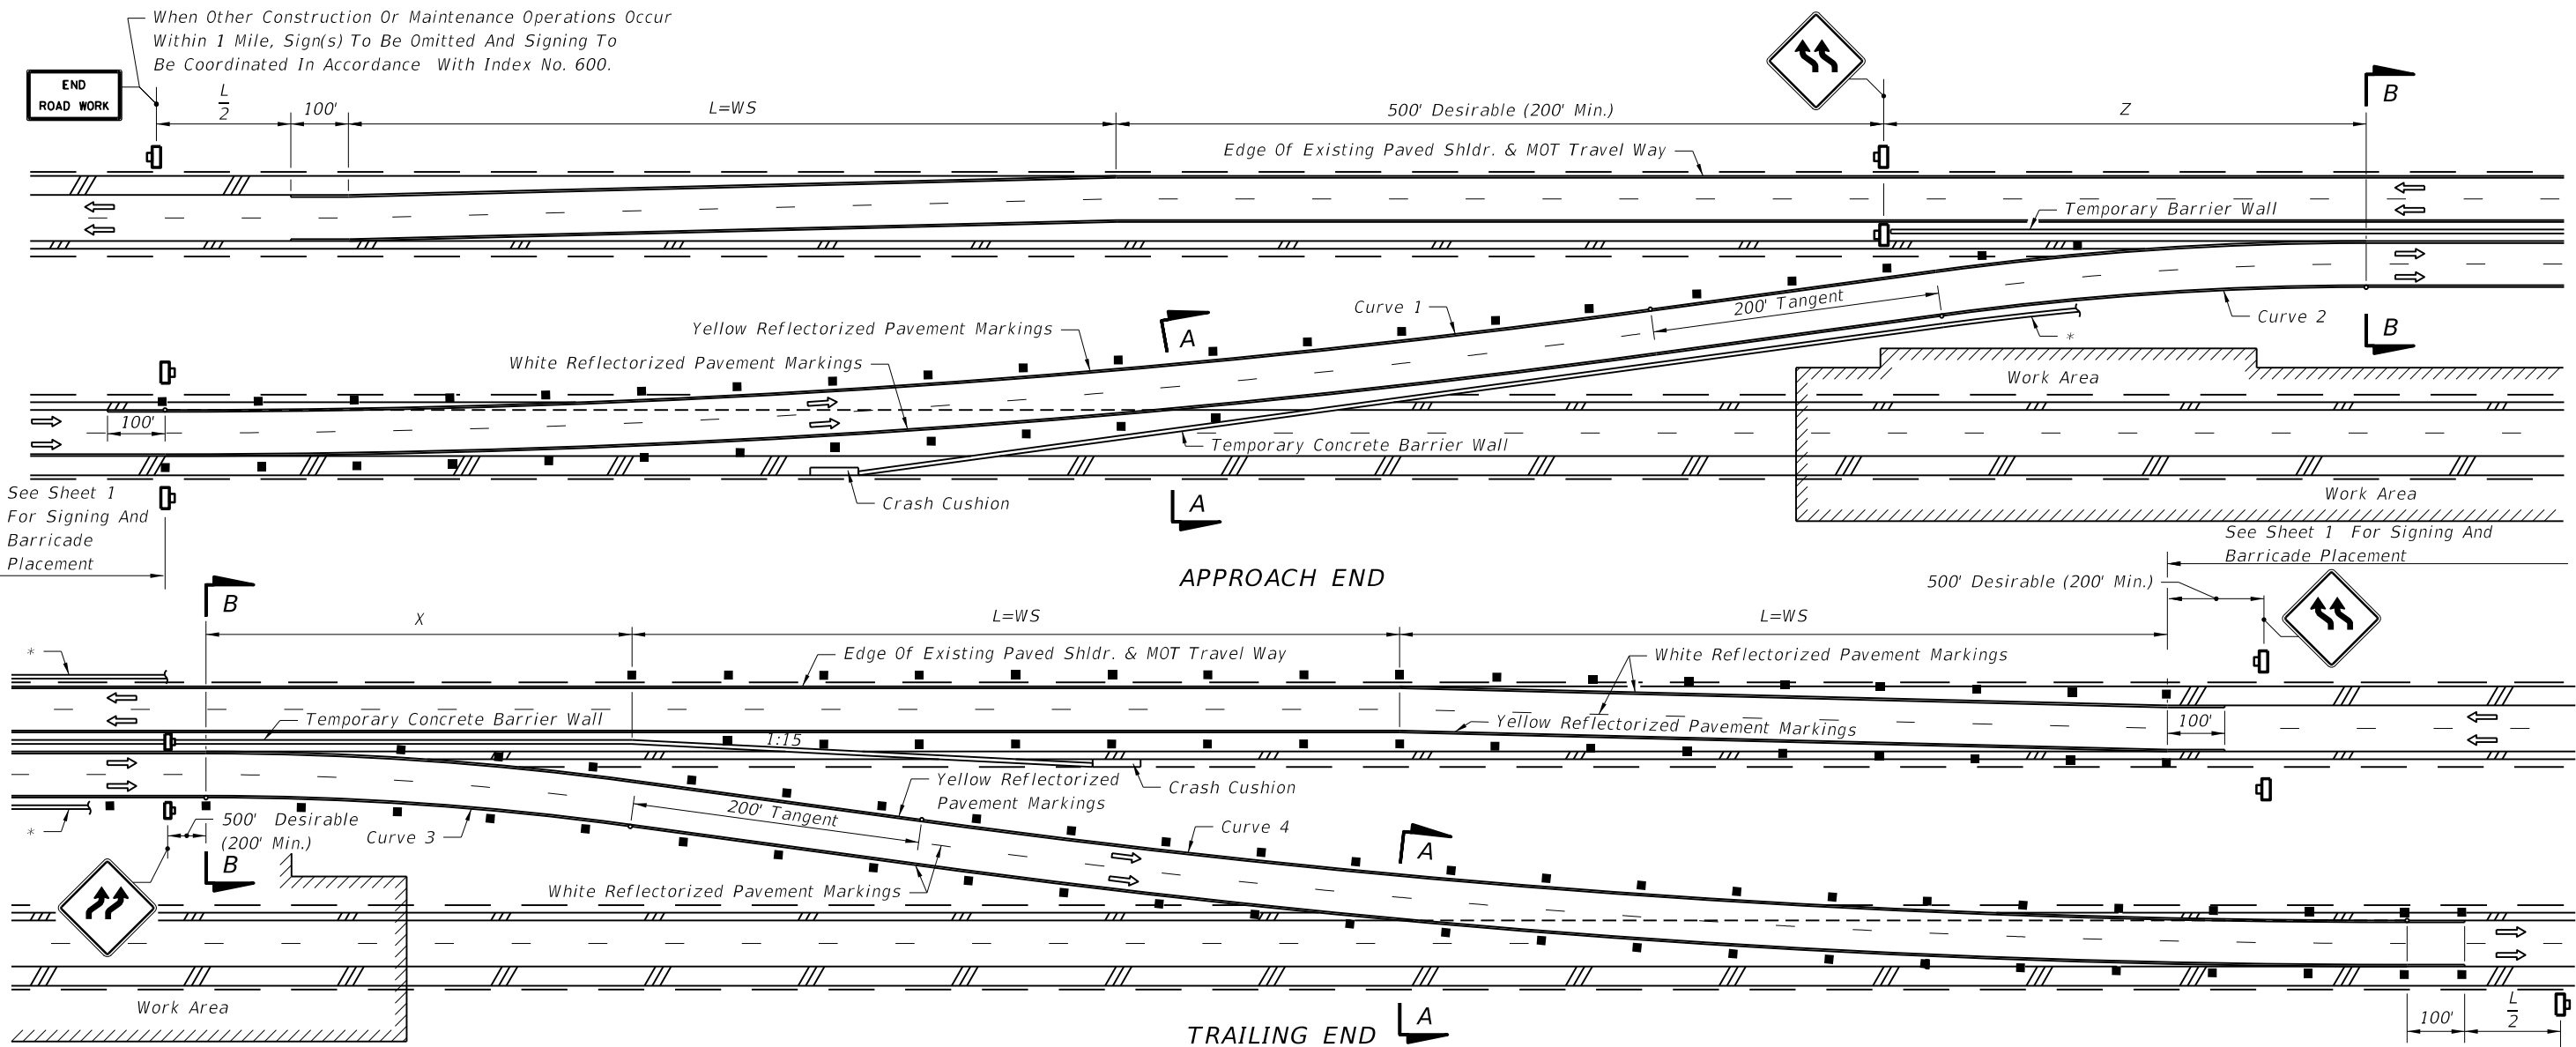 When Other Construction Or Maintenance Operations Occur
Within 1 Mile, Sign(s) To Be Omitted And Signing To
Be Coordinated In Accordance With Index No. 600.
END
ROAD WORK
L
2
100'
L=WS
500' Desirable (200' Min.)
Z
B
Edge Of Existing Paved Shldr. & MOT Travel Way
Temporary Barrier Wall
Curve 1
200' Tangent
Yellow Reflectorized Pavement Markings
A
White Reflectorized Pavement Markings
Curve 2
B
*
Work Area
100'
Temporary Concrete Barrier Wall
Crash Cushion
A
Work Area
See Sheet 1
For Signing And
Barricade
Placement
See Sheet 1 For Signing And
Barricade Placement
APPROACH END
500' Desirable (200' Min.)
B
X
L=WS
L=WS
*
Edge Of Existing Paved Shldr. & MOT Travel Way
White Reflectorized Pavement Markings
Temporary Concrete Barrier Wall
1:15
Yellow Reflectorized Pavement Markings
100'
Crash Cushion
Yellow Reflectorized
Pavement Markings
200' Tangent
*
500' Desirable
(200' Min.)
Curve 3
Curve 4
B
A
White Reflectorized Pavement Markings
Work Area
A
TRAILING END
100'
L
2